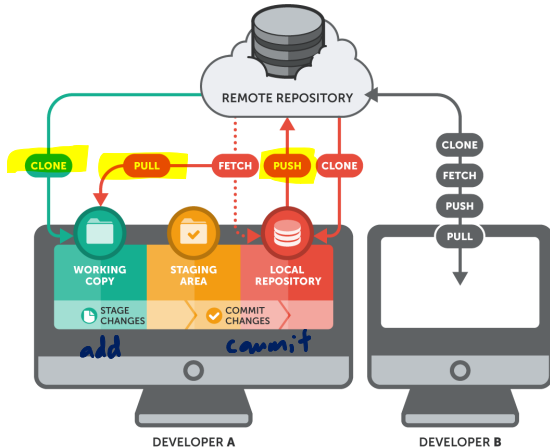 REMOTE REPOSITORY
CLONE
PULL
FETCH
PUSH
CLONE
CLONE
FETCH
PUSH
PULL
WORKING
COPY
STAGING
AREA
LOCAL
REPOSITORY
STAGE
CHANGES
COMMIT
CHANGES
add
commit
DEVELOPER A
DEVELOPER B